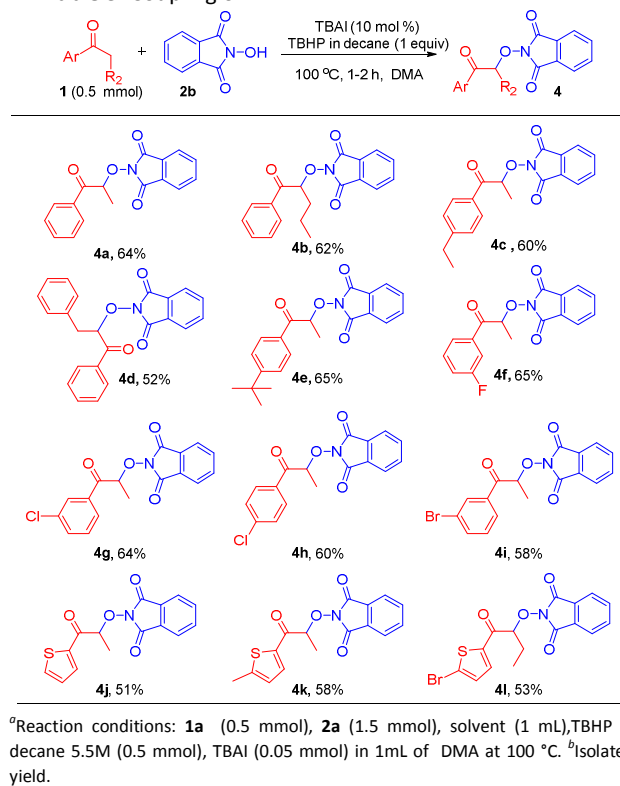 TBAI (10 mol %)
TBHP in decane (1 equiv)
100 °C, 1-2 h, DMA
O
Ar
R2
1 (0.5 mmol)
+
O
N-OH
O
2b
O
O
O-N
O
Ar
R2
4
O
O
O-N
O
4a, 64%
O
O
O-N
O
4b, 62%
O
O
O-N
O
4c , 60%
O
O-N
O
O
4d, 52%
O
O
O-N
O
4e, 65%
O
O
O-N
O
F
4f, 65%
O
O
O-N
O
Cl
4g, 64%
O
O
O-N
O
Cl
4h, 60%
O
O
O-N
O
Br
4i, 58%
O
O
O-N
O
S
4j, 51%
O
O
O-N
O
S
4k, 58%
O
O
O-N
O
S
Br
4l, 53%
aReaction conditions: 1a (0.5 mmol), 2a (1.5 mmol), solvent (1 mL),TBHP
decane 5.5M (0.5 mmol), TBAI (0.05 mmol) in 1mL of DMA at 100 °C. bIsolate
yield.